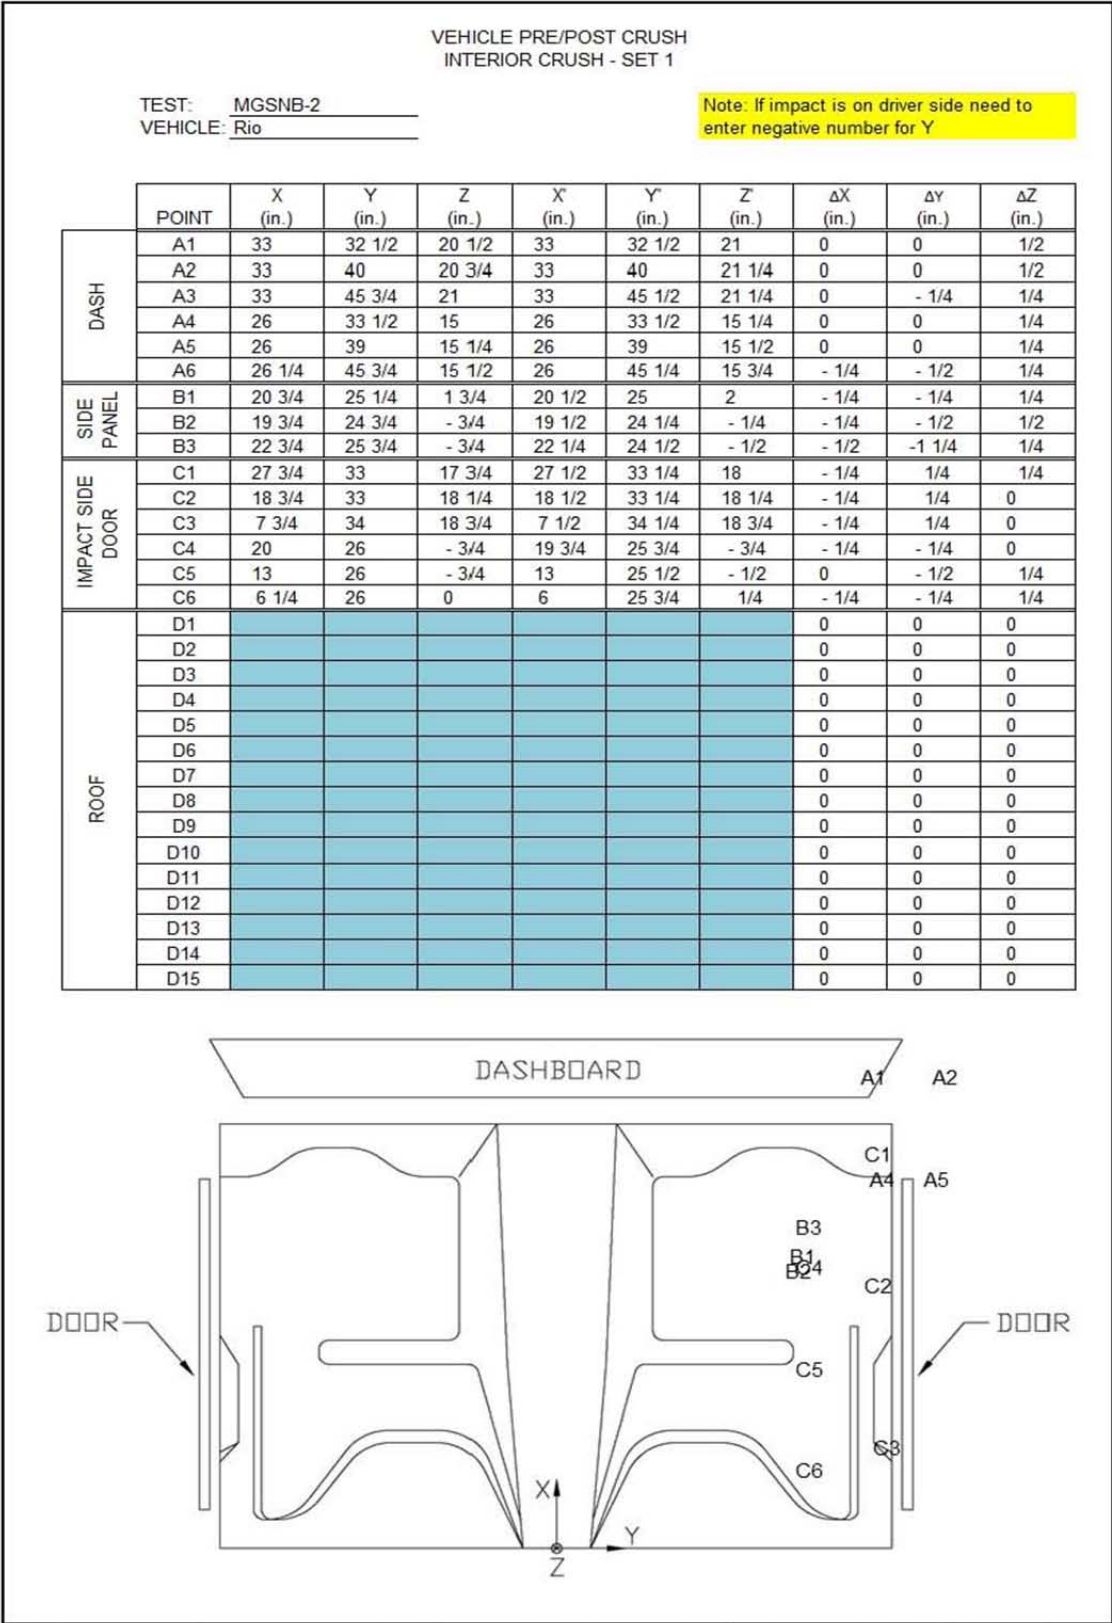 VEHICLE PRE/POST CRUSH
INTERIOR CRUSH - SET 1
TEST: MGSNB-2
VEHICLE: Rio
Note: If impact is on driver side need to
enter negative number for Y
POINT X (in.) Y (in.) Z (in.) X' (in.) Y' (in.) Z' (in.) ΔX (in.) ΔY (in.) ΔZ (in.)
DASH
A1 33 32 1/2 20 1/2 33 32 1/2 21 0 0 1/2
A2 33 40 20 3/4 33 40 21 1/4 0 0 1/2
A3 33 45 3/4 21 33 45 1/2 21 1/4 0 - 1/4 1/4
A4 26 33 1/2 15 26 33 1/2 15 1/4 0 0 1/4
A5 26 39 15 1/4 26 39 15 1/2 0 0 1/4
A6 26 1/4 45 3/4 15 1/2 26 45 1/4 15 3/4 - 1/4 - 1/2 1/4
SIDE PANEL
B1 20 3/4 25 1/4 1 3/4 20 1/2 25 2 - 1/4 - 1/4 1/4
B2 19 3/4 24 3/4 - 3/4 19 1/2 24 1/4 - 1/4 - 1/4 - 1/2 1/2
B3 22 3/4 25 3/4 - 3/4 22 1/4 24 1/2 - 1/2 - 1/2 -1 1/4 1/4
IMPACT SIDE DOOR
C1 27 3/4 33 17 3/4 27 1/2 33 1/4 18 - 1/4 1/4 1/4
C2 18 3/4 33 18 1/4 18 1/2 33 1/4 18 1/4 - 1/4 1/4 0
C3 7 3/4 34 18 3/4 7 1/2 34 1/4 18 3/4 - 1/4 1/4 0
C4 20 26 - 3/4 19 3/4 25 3/4 - 3/4 - 1/4 - 1/4 0
C5 13 26 - 3/4 13 25 1/2 - 1/2 0 - 1/2 1/4
C6 6 1/4 26 0 6 25 3/4 1/4 - 1/4 - 1/4 1/4
ROOF
D1 0 0 0
D2 0 0 0
D3 0 0 0
D4 0 0 0
D5 0 0 0
D6 0 0 0
D7 0 0 0
D8 0 0 0
D9 0 0 0
D10 0 0 0
D11 0 0 0
D12 0 0 0
D13 0 0 0
D14 0 0 0
D15 0 0 0
DASHBOARD
A1 A2
C1
A4 A5
B3
B1
B2 C4
C2
DOOR DOOR
C5
C3
C6
X
Y
Z